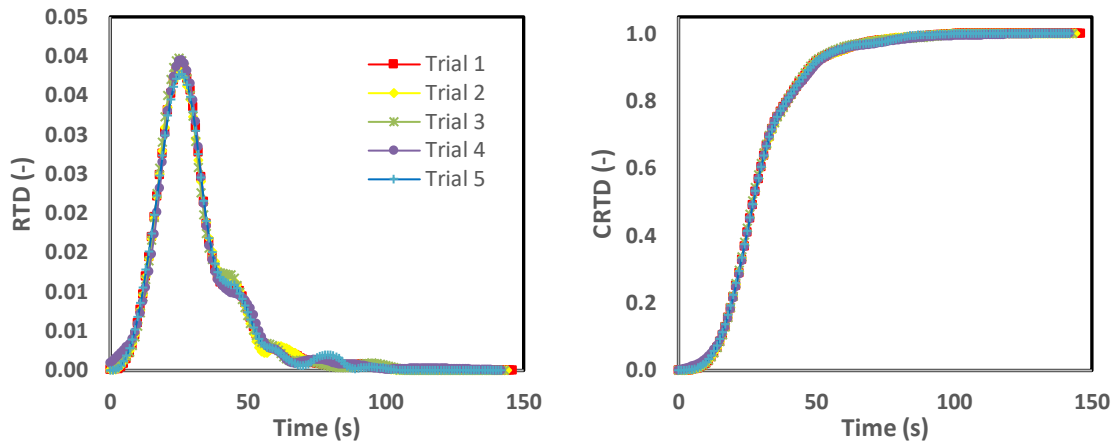 0.05
0.04
0.04
0.03
0.03
0.02
0.02
0.01
0.01
0.00
RTD (-)
0 50 100 150
Time (s)
Trial 1
Trial 2
Trial 3
Trial 4
Trial 5
1.0
0.8
0.6
0.4
0.2
0.0
CRTD (-)
0 50 100 150
Time (s)